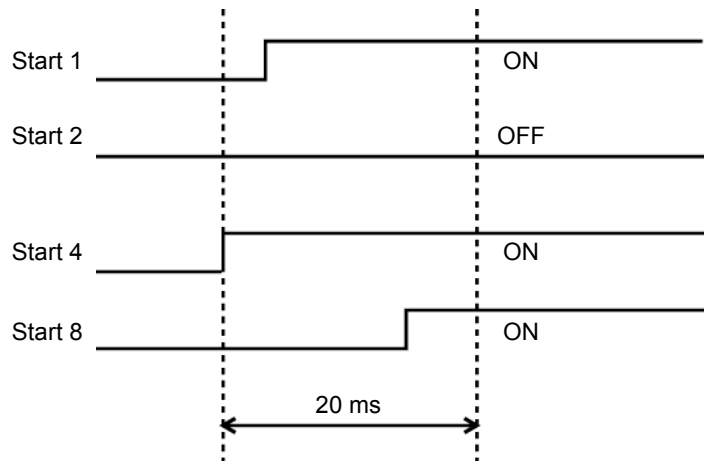 Start 1 ON
Start 2 OFF
Start 4 ON
Start 8 ON
20 ms